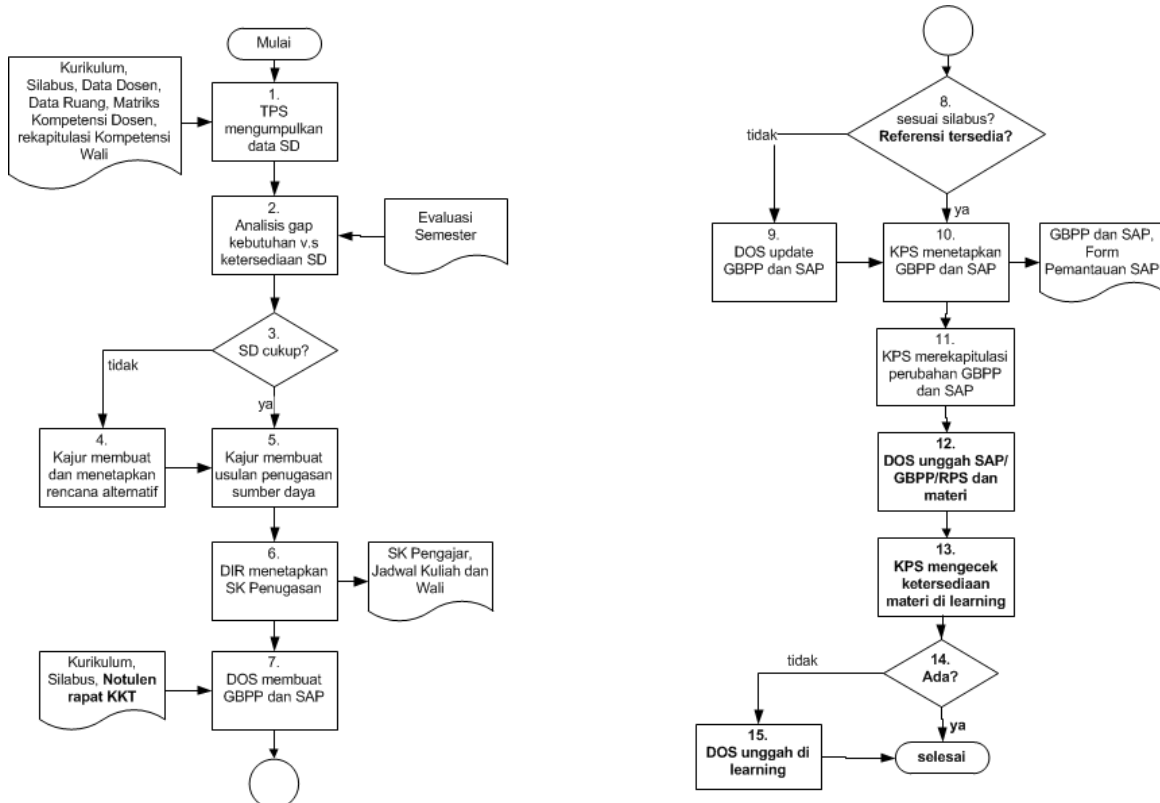 Mulai
Kurikulum,
Silabus, Data Dosen,
Data Ruang, Matriks
Kompetensi Dosen,
rekapitulasi Kompetensi
Wali
1.
TPS
mengumpulkan
data SD
2.
Analisis gap
kebutuhan v.s
ketersediaan SD
Evaluasi
Semester
3.
SD cukup?
tidak
ya
4.
Kajur membuat
dan menetapkan
rencana alternatif
5.
Kajur membuat
usulan penugasan
sumber daya
6.
DIR menetapkan
SK Penugasan
SK Pengajar,
Jadwal Kuliah dan
Wali
Kurikulum,
Silabus, Notulen
rapat KKT
7.
DOS membuat
GBPP dan SAP
8.
sesuai silabus?
Referensi tersedia?
tidak
ya
9.
DOS update
GBPP dan SAP
10.
KPS menetapkan
GBPP dan SAP
GBPP dan SAP,
Form
Pemantauan SAP
11.
KPS merekapitulasi
perubahan GBPP
dan SAP
12.
DOS unggah SAP/
GBPP/RPS dan
materi
13.
KPS mengecek
ketersediaan
materi di learning
14.
Ada?
tidak
ya
15.
DOS unggah di
learning
selesai